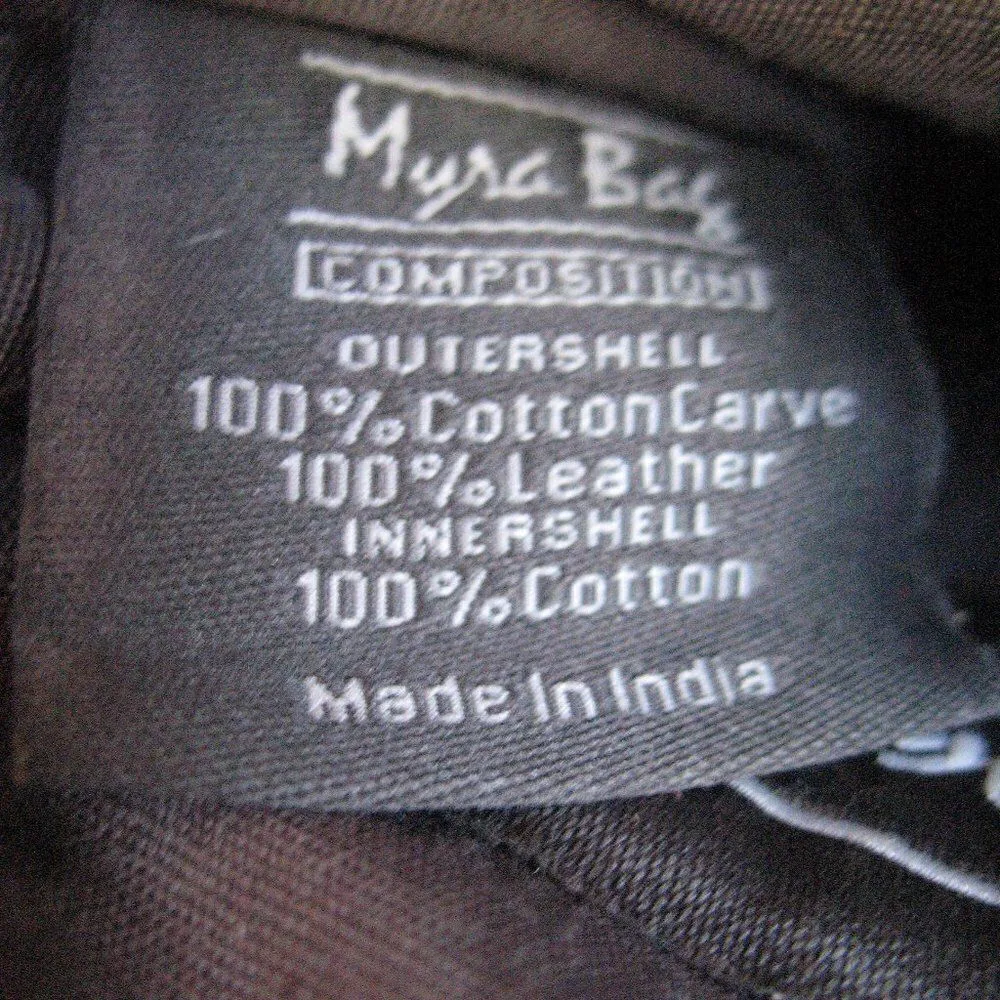 Myra Bag
COMPOSITION
OUTERSHELL
100%CottonCarve
100%Leather
INNERSHELL
100%Cotton
Made In India